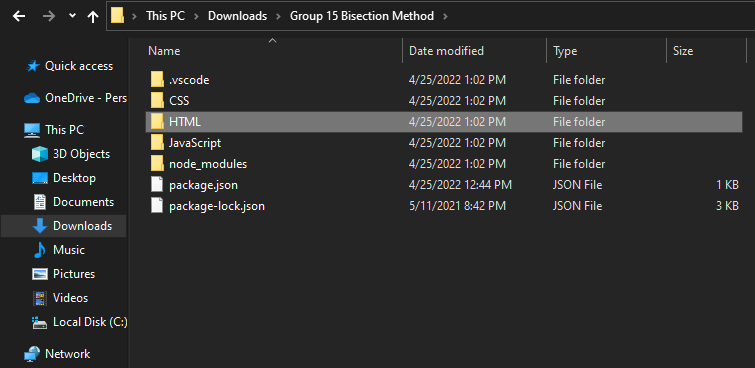 This PC > Downloads > Group 15 Bisection Method >
Name Date modified Type Size
Quick access
OneDrive - Pers
This PC
3D Objects
Desktop
Documents
Downloads
Music
Pictures
Videos
Local Disk (C:)
Network
.vscode 4/25/2022 1:02 PM File folder
CSS 4/25/2022 1:02 PM File folder
HTML 4/25/2022 1:02 PM File folder
JavaScript 4/25/2022 1:02 PM File folder
node_modules 4/25/2022 1:02 PM File folder
package.json 4/25/2022 12:44 PM JSON File 1 KB
package-lock.json 5/11/2021 8:42 PM JSON File 3 KB